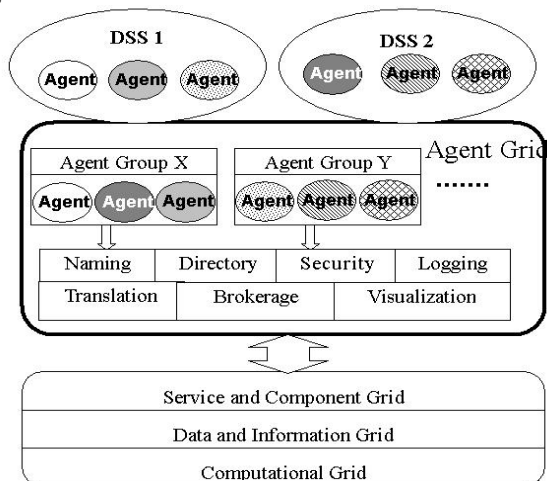 DSS 1
Agent Agent Agent
DSS 2
Agent Agent Agent
Agent Grid
Agent Group X
Agent Agent Agent
Agent Group Y
Agent Agent Agent
.......
Naming Directory Security Logging
Translation Brokerage Visualization
Service and Component Grid
Data and Information Grid
Computational Grid